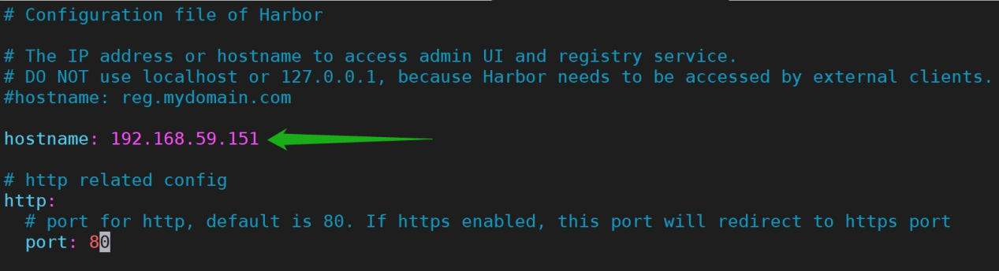 # Configuration file of Harbor
# The IP address or hostname to access admin UI and registry service.
# DO NOT use localhost or 127.0.0.1, because Harbor needs to be accessed by external clients.
#hostname: reg.mydomain.com
hostname: 192.168.59.151
# http related config
http:
  # port for http, default is 80. If https enabled, this port will redirect to https port
  port: 80